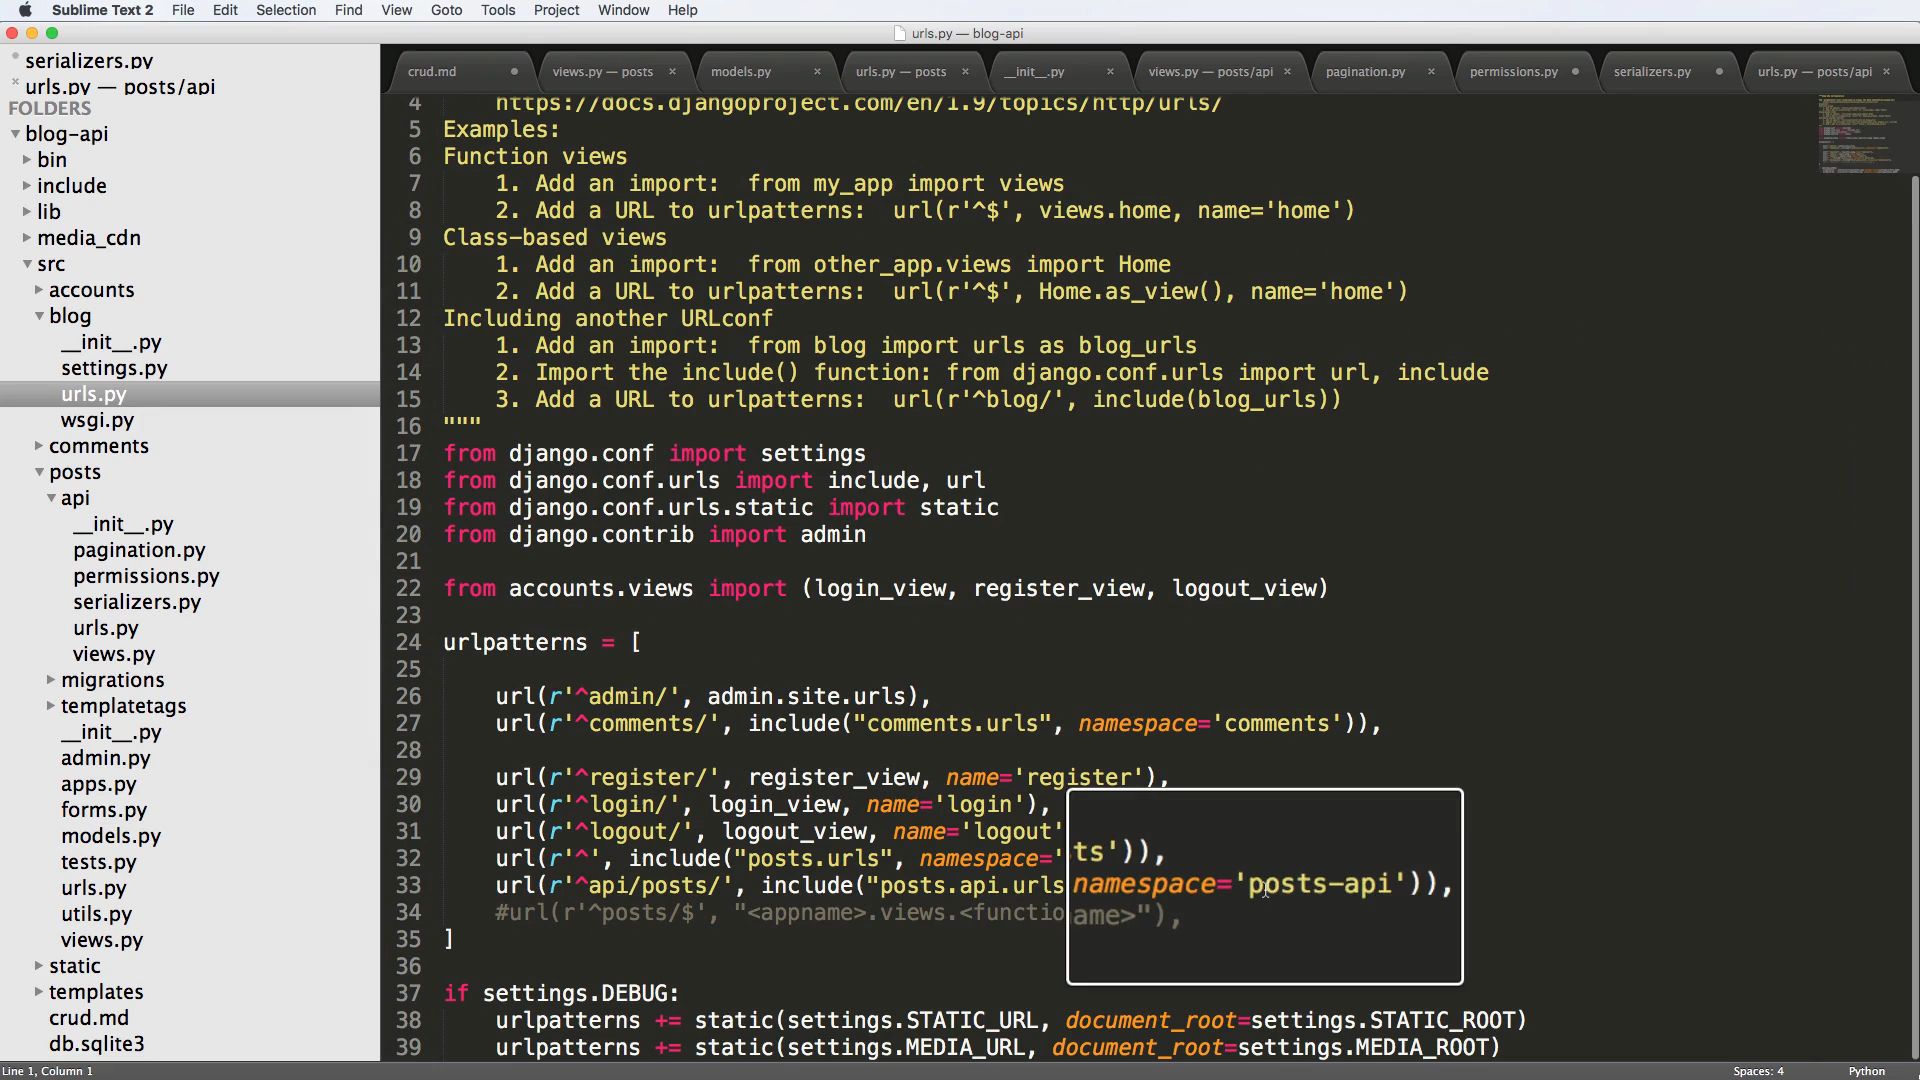 Sublime Text 2 File Edit Selection Find View Goto Tools Project Window Help
urls.py — blog-api
serializers.py
urls.py — posts/api
FOLDERS
blog-api
bin
include
lib
media_cdn
src
accounts
blog
__init__.py
settings.py
urls.py
wsgi.py
comments
posts
api
__init__.py
pagination.py
permissions.py
serializers.py
urls.py
views.py
migrations
templatetags
__init__.py
admin.py
apps.py
forms.py
models.py
tests.py
urls.py
utils.py
views.py
static
templates
crud.md
db.sqlite3
crud.md views.py — posts models.py urls.py — posts __init__.py views.py — posts/api pagination.py permissions.py serializers.py urls.py — posts/api
4 https://docs.djangoproject.com/en/1.9/topics/http/urls/
5 Examples:
6 Function views
7 1. Add an import:  from my_app import views
8 2. Add a URL to urlpatterns:  url(r'^$', views.home, name='home')
9 Class-based views
10 1. Add an import:  from other_app.views import Home
11 2. Add a URL to urlpatterns:  url(r'^$', Home.as_view(), name='home')
12 Including another URLconf
13 1. Add an import:  from blog import urls as blog_urls
14 2. Import the include() function: from django.conf.urls import url, include
15 3. Add a URL to urlpatterns:  url(r'^blog/', include(blog_urls))
16 """
17 from django.conf import settings
18 from django.conf.urls import include, url
19 from django.conf.urls.static import static
20 from django.contrib import admin
21
22 from accounts.views import (login_view, register_view, logout_view)
23
24 urlpatterns = [
25
26 url(r'^admin/', admin.site.urls),
27 url(r'^comments/', include("comments.urls", namespace='comments')),
28
29 url(r'^register/', register_view, name='register'),
30 url(r'^login/', login_view, name='login'),
31 url(r'^logout/', logout_view, name='logout'
32 url(r'^', include("posts.urls", namespace='ts')),
33 url(r'^api/posts/', include("posts.api.urls namespace='posts-api')),
34 #url(r'^posts/$', "<appname>.views.<functio ame>"),
35 ]
36
37 if settings.DEBUG:
38 urlpatterns += static(settings.STATIC_URL, document_root=settings.STATIC_ROOT)
39 urlpatterns += static(settings.MEDIA_URL, document_root=settings.MEDIA_ROOT)
Line 1, Column 1 Spaces: 4 Python